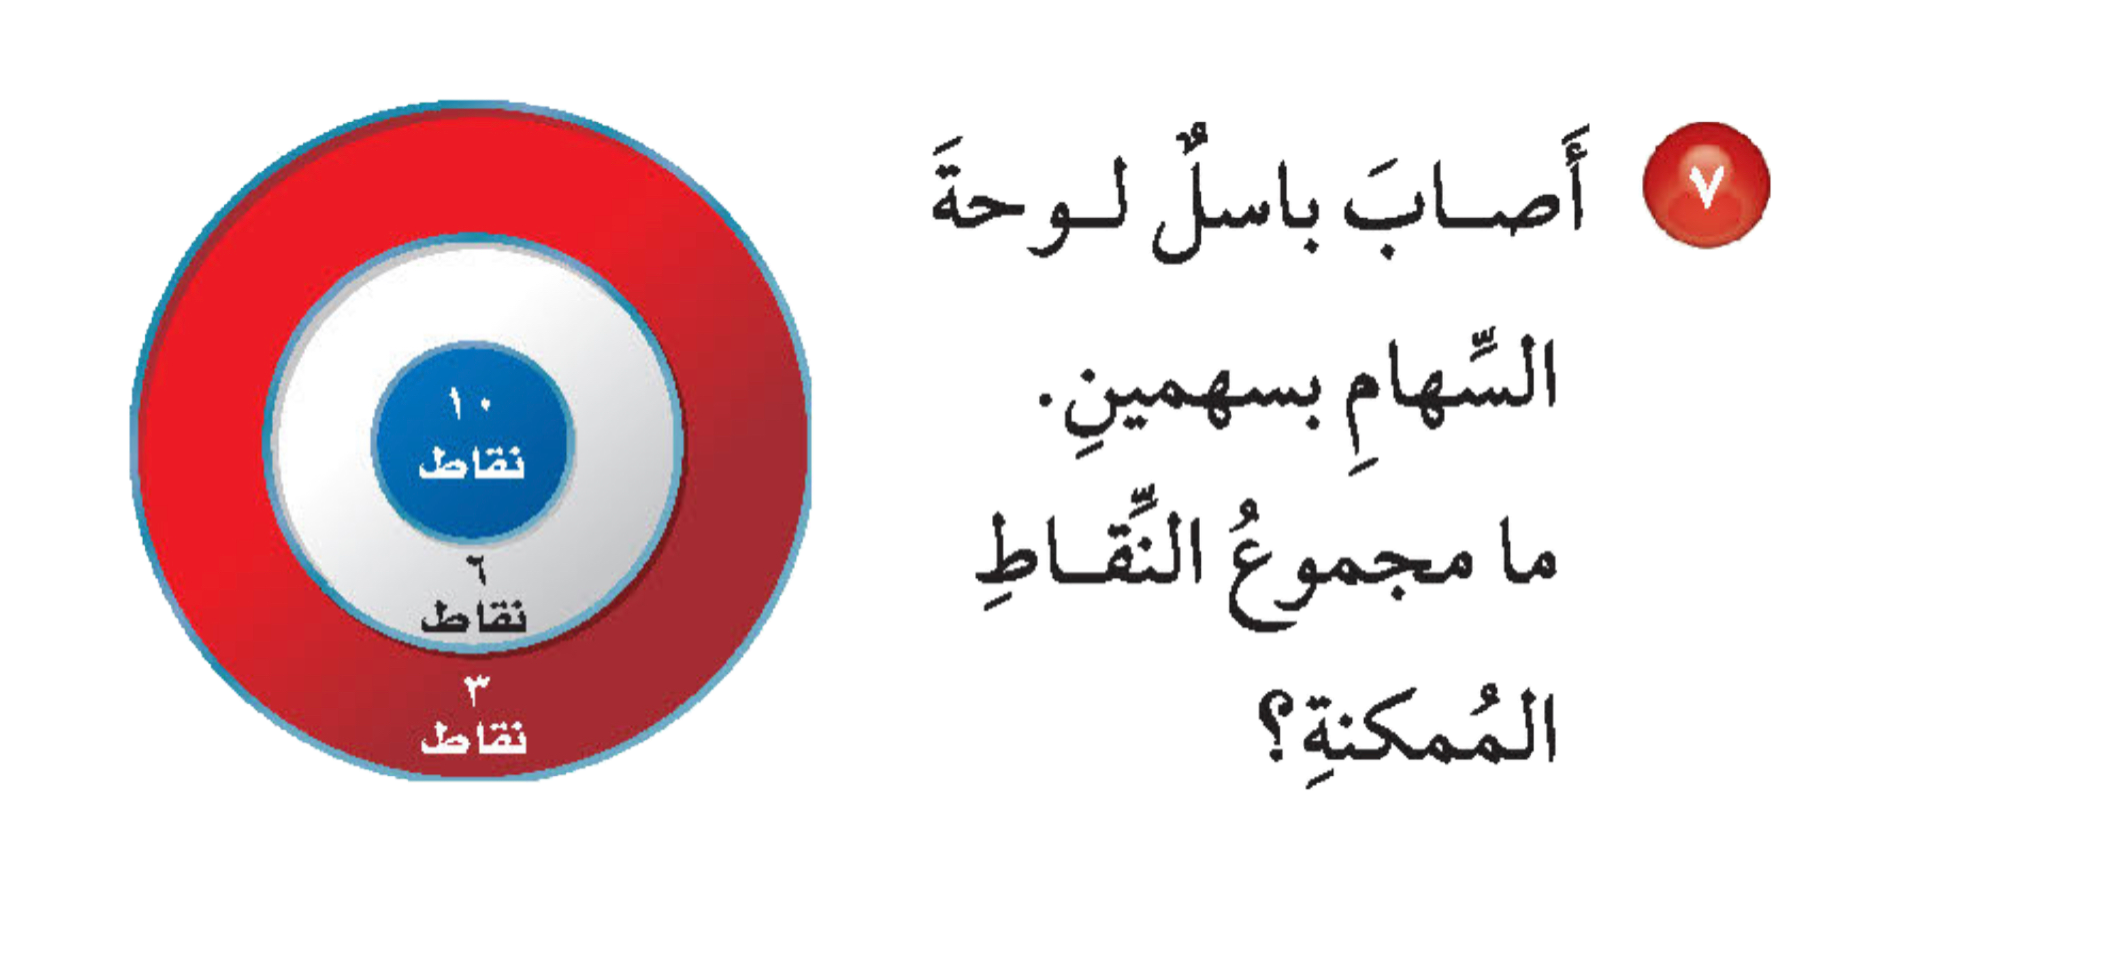 ٧ أَصابَ باسلٌ لوحةَ
السِّهامِ بسهمينِ.
ما مجموعُ النِّقاطِ
المُمكنةِ؟
١٠
نقاط
٦
نقاط
٣
نقاط